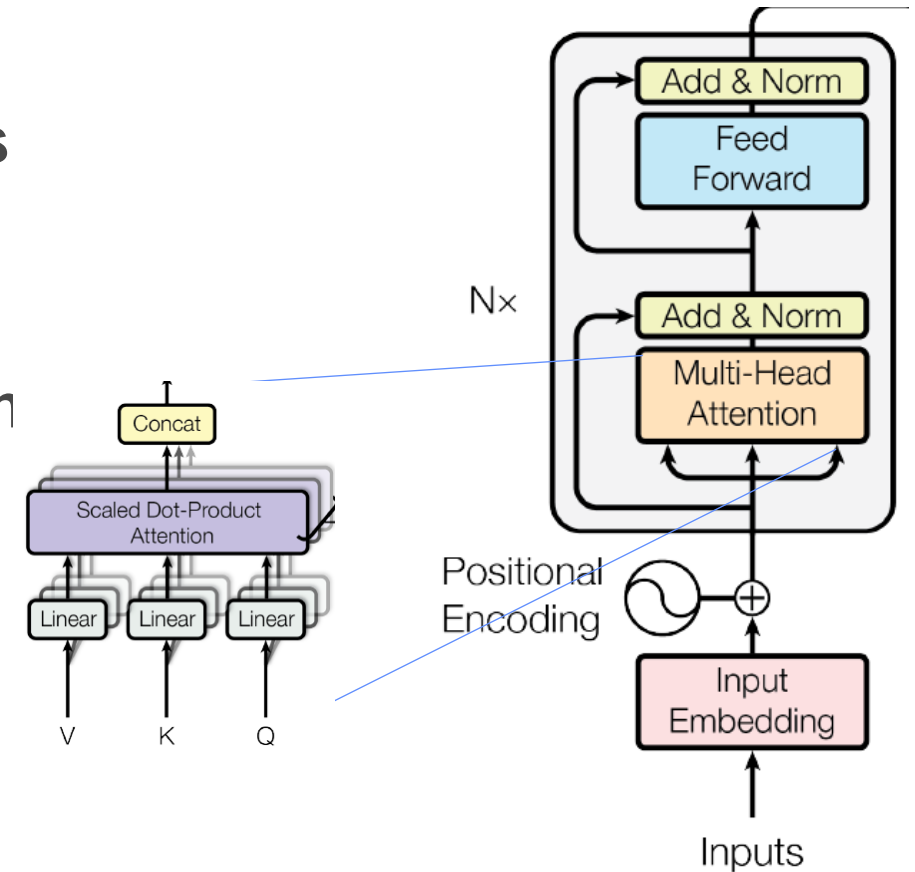 s
Add & Norm
Feed
Forward
Nx
Add & Norm
Multi-Head
Attention
n
Concat
Scaled Dot-Product
Attention
Linear Linear Linear
V K Q
Positional
Encoding
Input
Embedding
Inputs